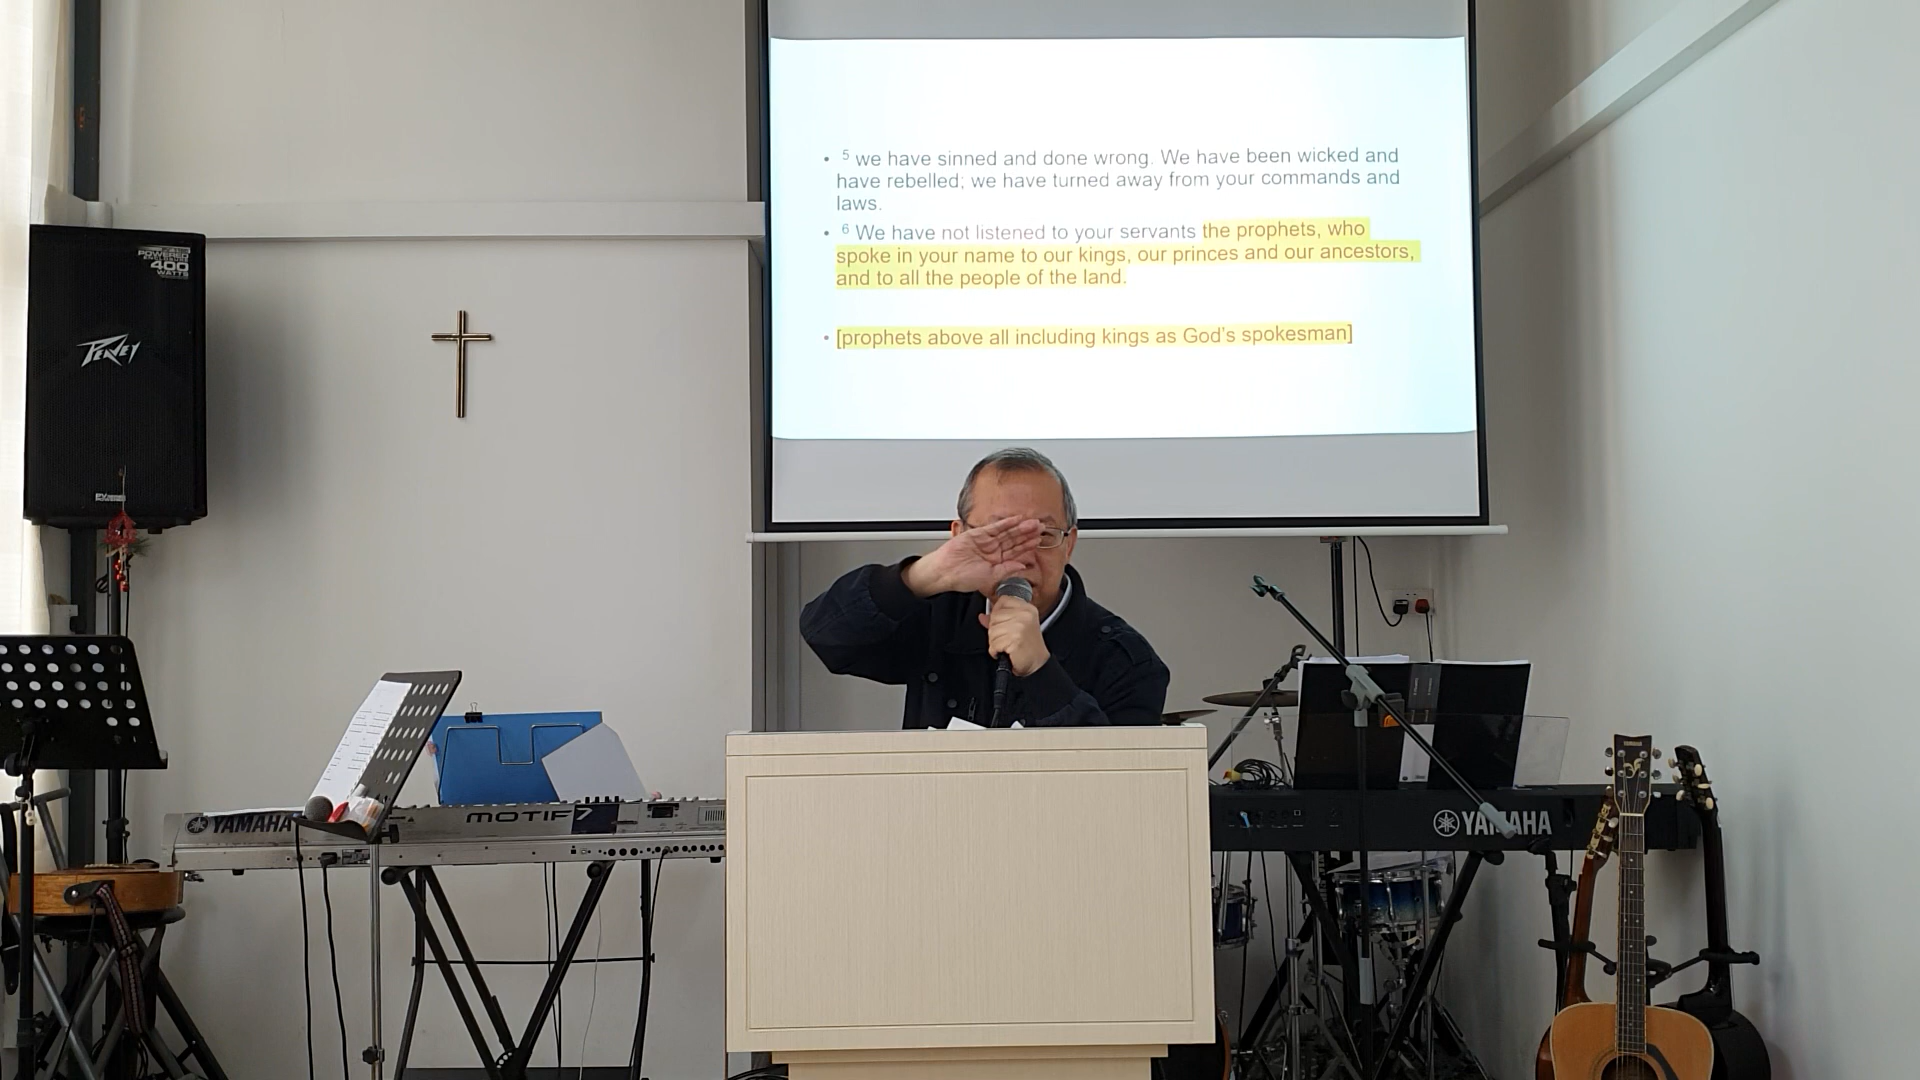 • ⁵ we have sinned and done wrong. We have been wicked and
have rebelled; we have turned away from your commands and
laws.
• ⁶ We have not listened to your servants the prophets, who
spoke in your name to our kings, our princes and our ancestors,
and to all the people of the land.
• [prophets above all including kings as God's spokesman]
POWERED
400
WATTS
PEAVEY
YAMAHA
MOTIF 7
YAMAHA